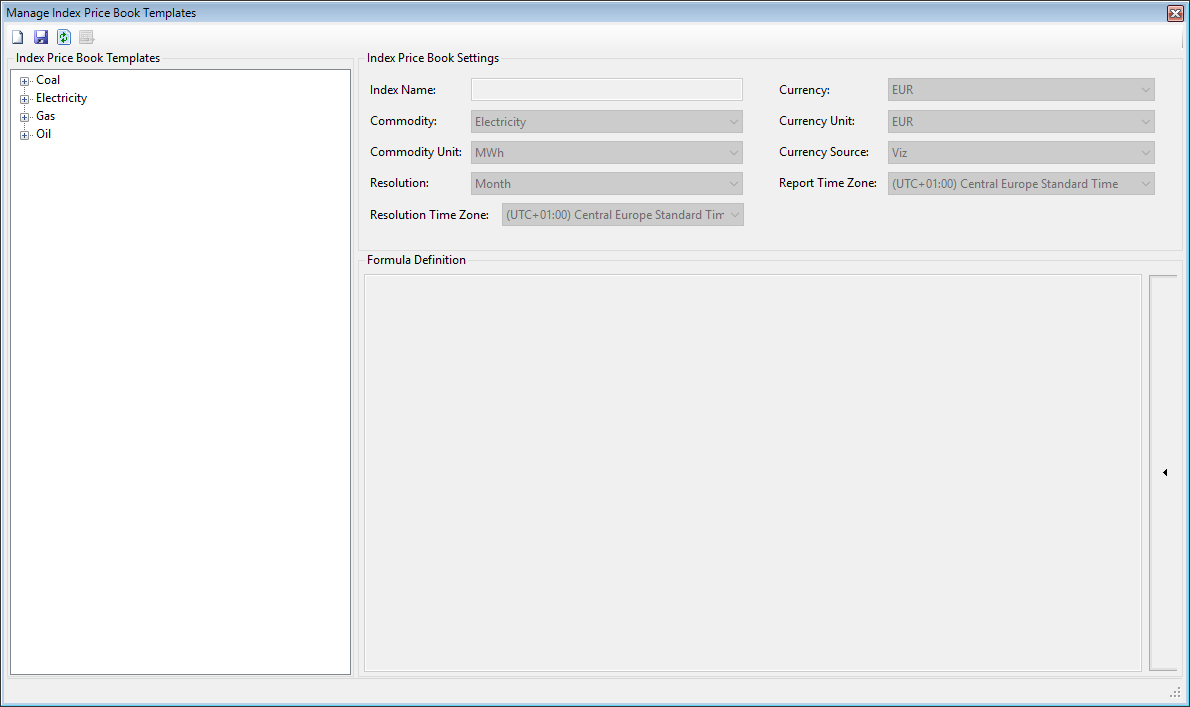 Manage Index Price Book Templates
Index Price Book Templates
Coal
Electricity
Gas
Oil
Index Price Book Settings
Index Name:
Commodity: Electricity
Commodity Unit: MWh
Resolution: Month
Resolution Time Zone: (UTC+01:00) Central Europe Standard Tim
Currency: EUR
Currency Unit: EUR
Currency Source: Viz
Report Time Zone: (UTC+01:00) Central Europe Standard Time
Formula Definition